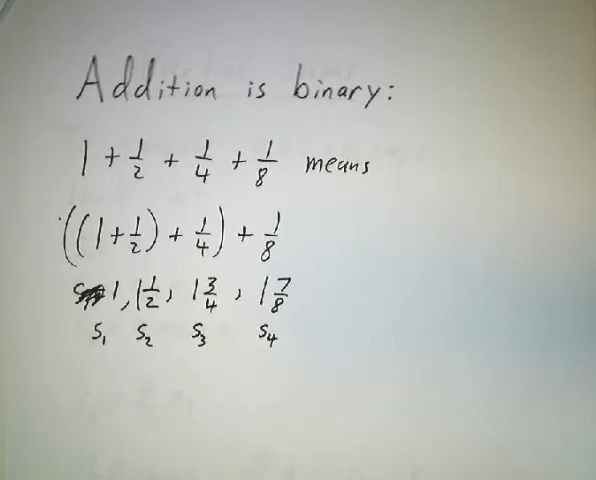 Addition is binary:
1 + 1/2 + 1/4 + 1/8 means
((1 + 1/2) + 1/4) + 1/8
1, 1 1/2, 1 3/4, 1 7/8
S₁ S₂ S₃ S₄